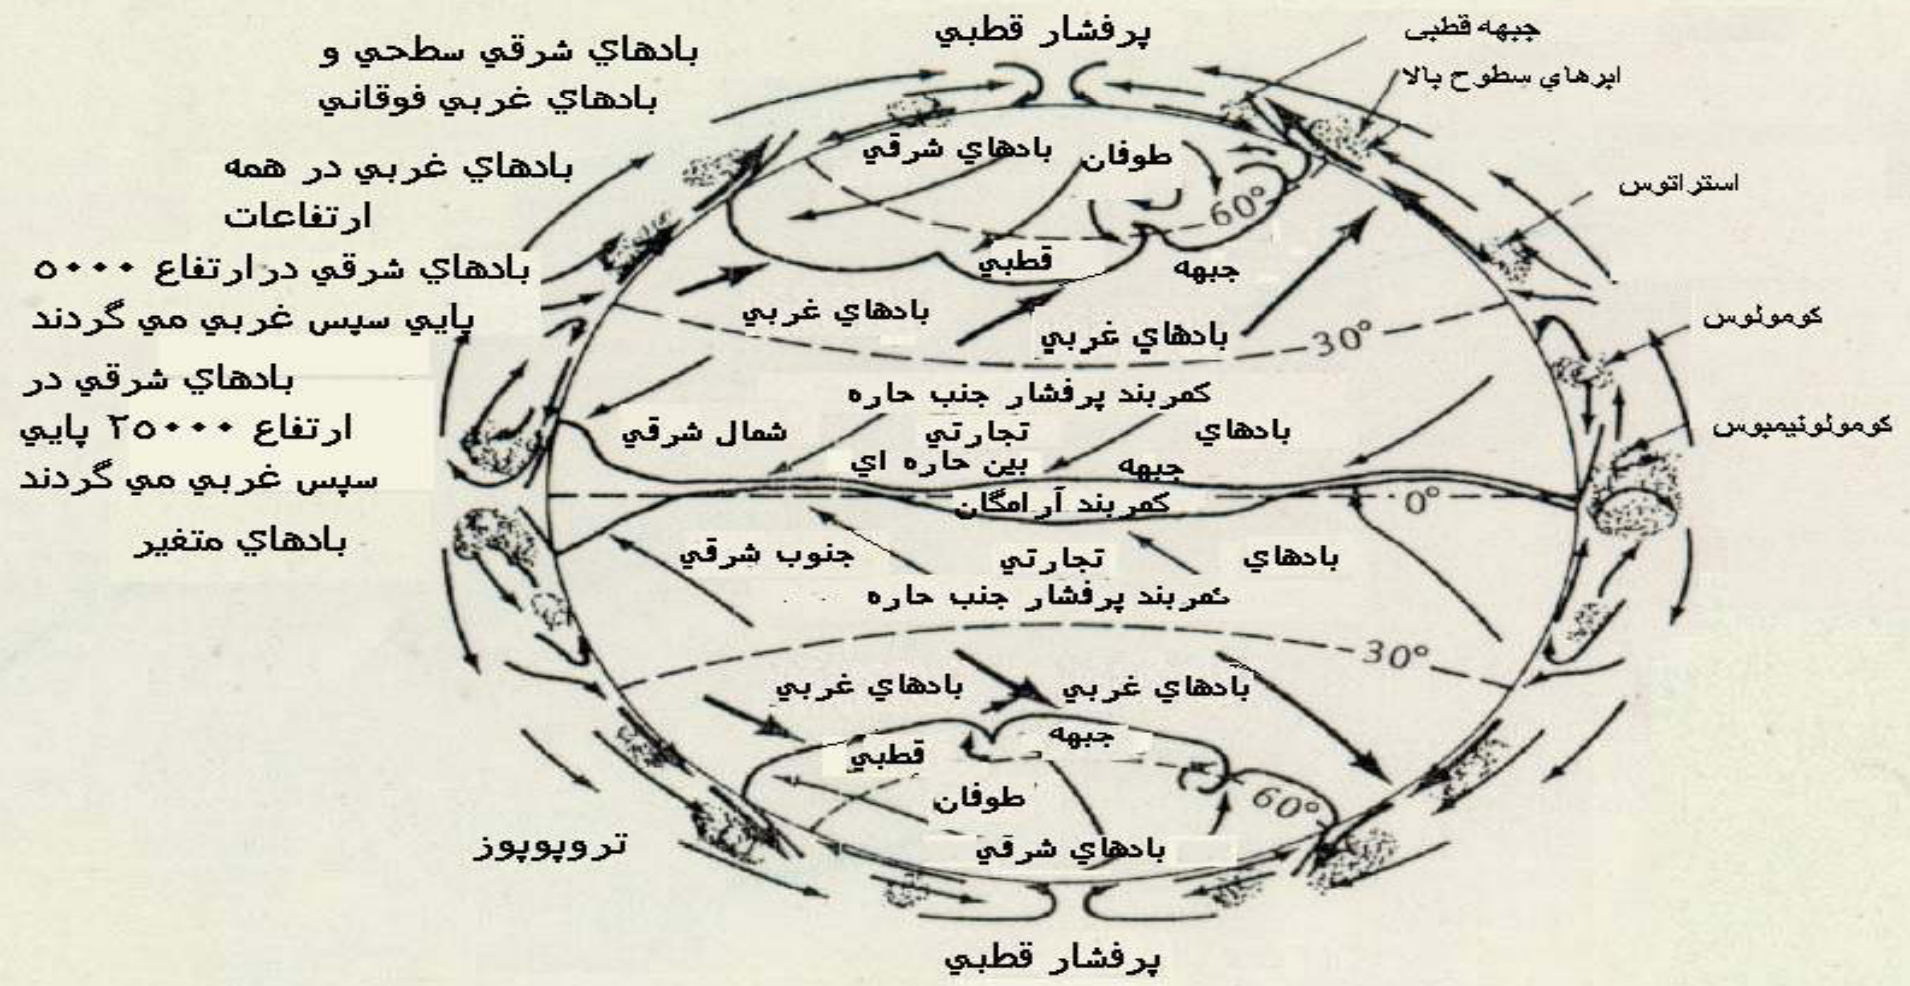 پرفشار قطبي
جبهه قطبی
ابرهاي سطوح بالا
بادهاي شرقي سطحي و
بادهاي غربي فوقاني
بادهاي غربي در همه
ارتفاعات
بادهاي شرقي در ارتفاع ٥٠٠٠
پايي سپس غربي مي گردند
بادهاي شرقي در
ارتفاع ٢٥٠٠٠ پايي
سپس غربي مي گردند
بادهاي متغير
تروپوپوز
استراتوس
كومولوس
كومولونيمبوس
بادهاي شرقي
طوفان
60°
قطبي
جبهه
بادهاي غربي
بادهاي غربي
30°
كمربند پرفشار جنب حاره
بادهاي
تجارتي
شمال شرقي
جبهه
بين حاره اي
كمربند آرامگان
0°
بادهاي
تجارتي
جنوب شرقي
كمربند پرفشار جنب حاره
30°
بادهاي غربي
بادهاي غربي
جبهه
قطبي
طوفان
60°
بادهاي شرقي
پرفشار قطبي